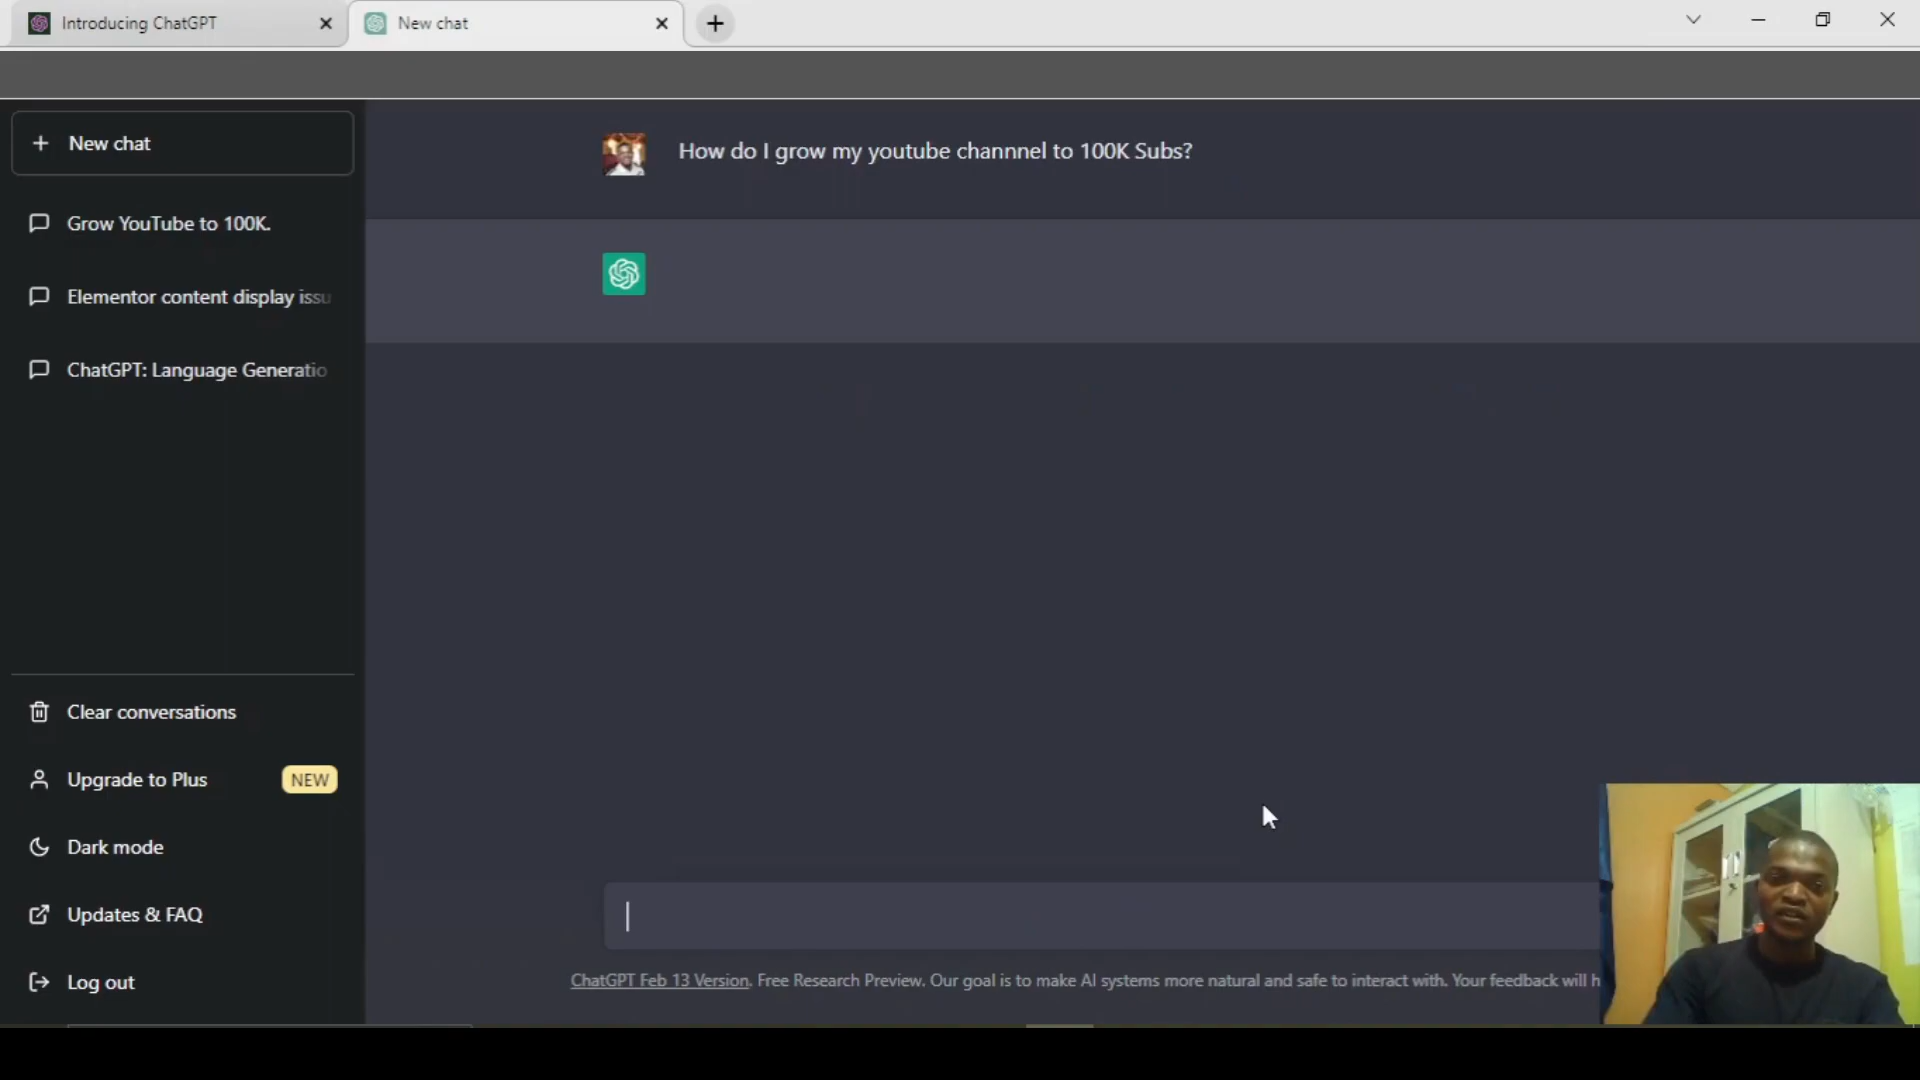 Introducing ChatGPT
New chat
New chat
How do I grow my youtube channnel to 100K Subs?
Grow YouTube to 100K.
Elementor content display issu
ChatGPT: Language Generatio
Clear conversations
Upgrade to Plus NEW
Dark mode
Updates & FAQ
Log out
ChatGPT Feb 13 Version. Free Research Preview. Our goal is to make AI systems more natural and safe to interact with. Your feedback will h